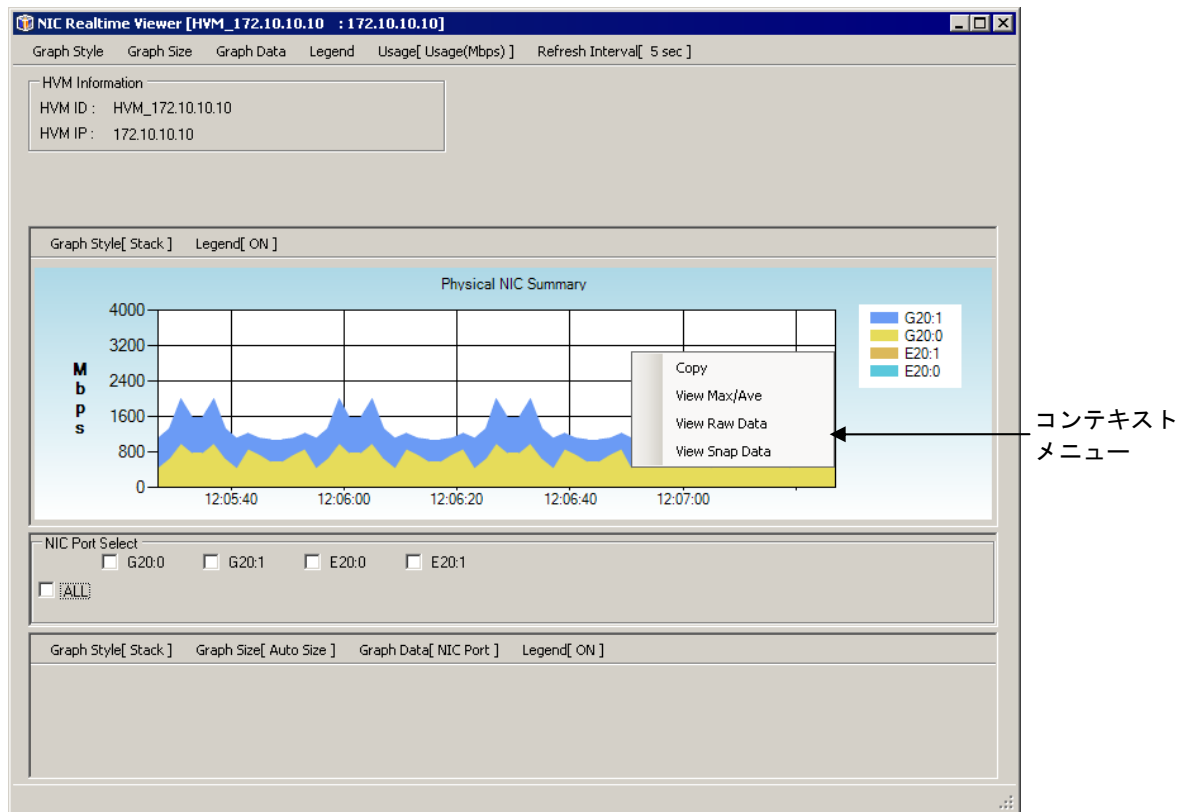 NIC Realtime Viewer [HVM_172.10.10.10 : 172.10.10.10]
Graph Style Graph Size Graph Data Legend Usage[ Usage(Mbps) ] Refresh Interval[ 5 sec ]
HVM Information
HVM ID : HVM_172.10.10.10
HVM IP : 172.10.10.10
Graph Style[ Stack ] Legend[ ON ]
Physical NIC Summary
Mbps
4000
3200
2400
1600
800
0
12:05:40 12:06:00 12:06:20 12:06:40 12:07:00
G20:1
G20:0
E20:1
E20:0
Copy
View Max/Ave
View Raw Data
View Snap Data
コンテキスト
メニュー
NIC Port Select
G20:0 G20:1 E20:0 E20:1
ALL
Graph Style[ Stack ] Graph Size[ Auto Size ] Graph Data[ NIC Port ] Legend[ ON ]